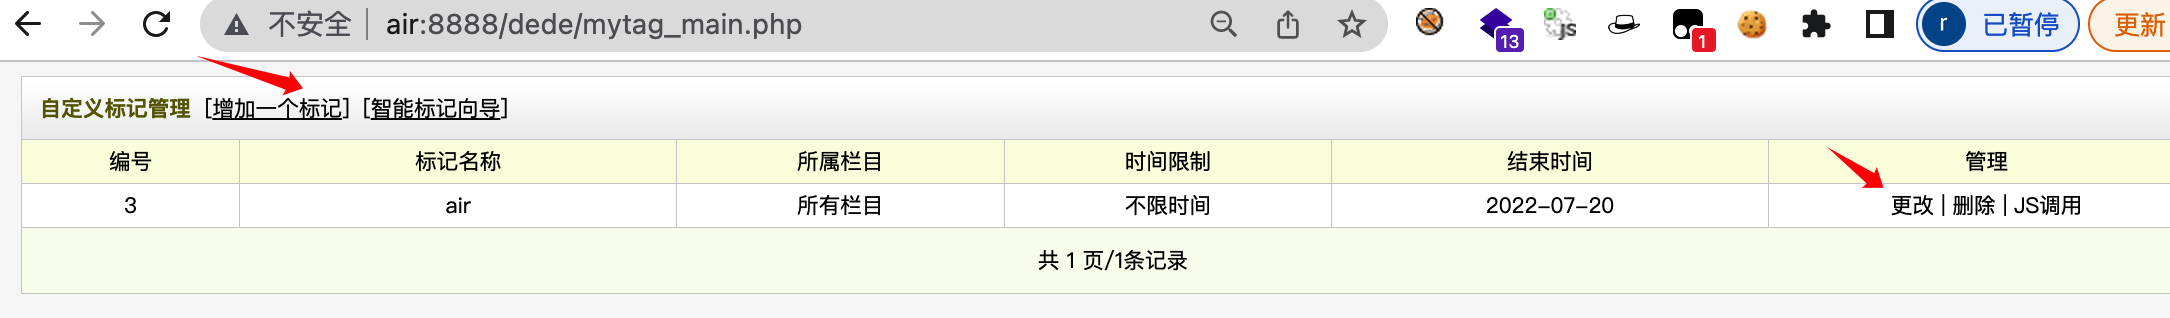 不安全 air:8888/dede/mytag_main.php 13 js 1 r 已暂停 更新
自定义标记管理 [增加一个标记] [智能标记向导]
编号 标记名称 所属栏目 时间限制 结束时间 管理
3 air 所有栏目 不限时间 2022-07-20 更改 | 删除 | JS调用
共 1 页/1条记录